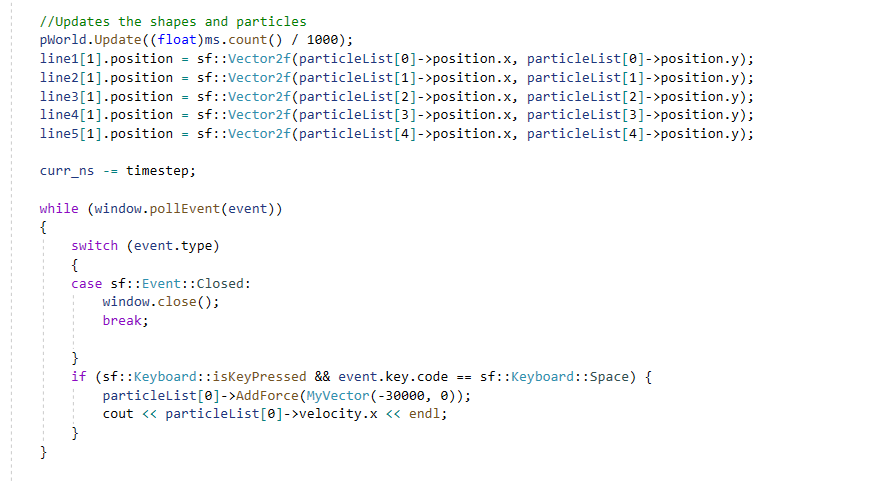 //Updates the shapes and particles
pWorld.Update((float)ms.count() / 1000);
line1[1].position = sf::Vector2f(particleList[0]->position.x, particleList[0]->position.y);
line2[1].position = sf::Vector2f(particleList[1]->position.x, particleList[1]->position.y);
line3[1].position = sf::Vector2f(particleList[2]->position.x, particleList[2]->position.y);
line4[1].position = sf::Vector2f(particleList[3]->position.x, particleList[3]->position.y);
line5[1].position = sf::Vector2f(particleList[4]->position.x, particleList[4]->position.y);
curr_ns -= timestep;
while (window.pollEvent(event))
{
switch (event.type)
{
case sf::Event::Closed:
window.close();
break;
}
if (sf::Keyboard::isKeyPressed && event.key.code == sf::Keyboard::Space) {
particleList[0]->AddForce(MyVector(-30000, 0));
cout << particleList[0]->velocity.x << endl;
}
}